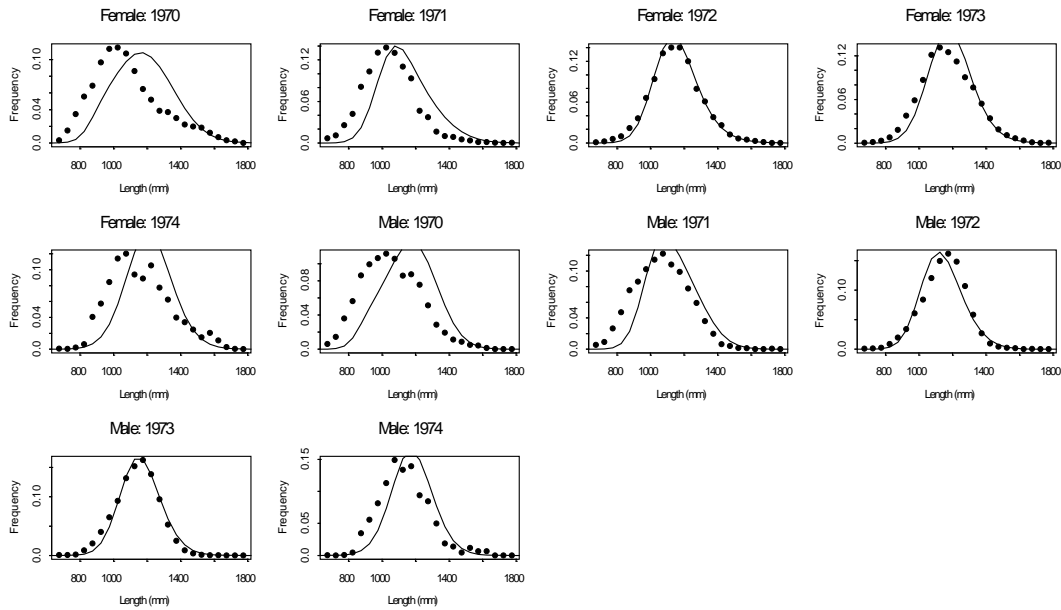 Female: 1970
Frequency
0.0
0.04
0.10
800 1000 1400 1800
Length (mm)
Female: 1971
Frequency
0.0
0.06
0.12
800 1000 1400 1800
Length (mm)
Female: 1972
Frequency
0.0
0.06
0.12
800 1000 1400 1800
Length (mm)
Female: 1973
Frequency
0.0
0.06
0.12
800 1000 1400 1800
Length (mm)
Female: 1974
Frequency
0.0
0.04
0.10
800 1000 1400 1800
Length (mm)
Male: 1970
Frequency
0.0
0.04
0.08
800 1000 1400 1800
Length (mm)
Male: 1971
Frequency
0.0
0.04
0.10
800 1000 1400 1800
Length (mm)
Male: 1972
Frequency
0.0
0.10
800 1000 1400 1800
Length (mm)
Male: 1973
Frequency
0.0
0.10
800 1000 1400 1800
Length (mm)
Male: 1974
Frequency
0.0
0.05
0.15
800 1000 1400 1800
Length (mm)